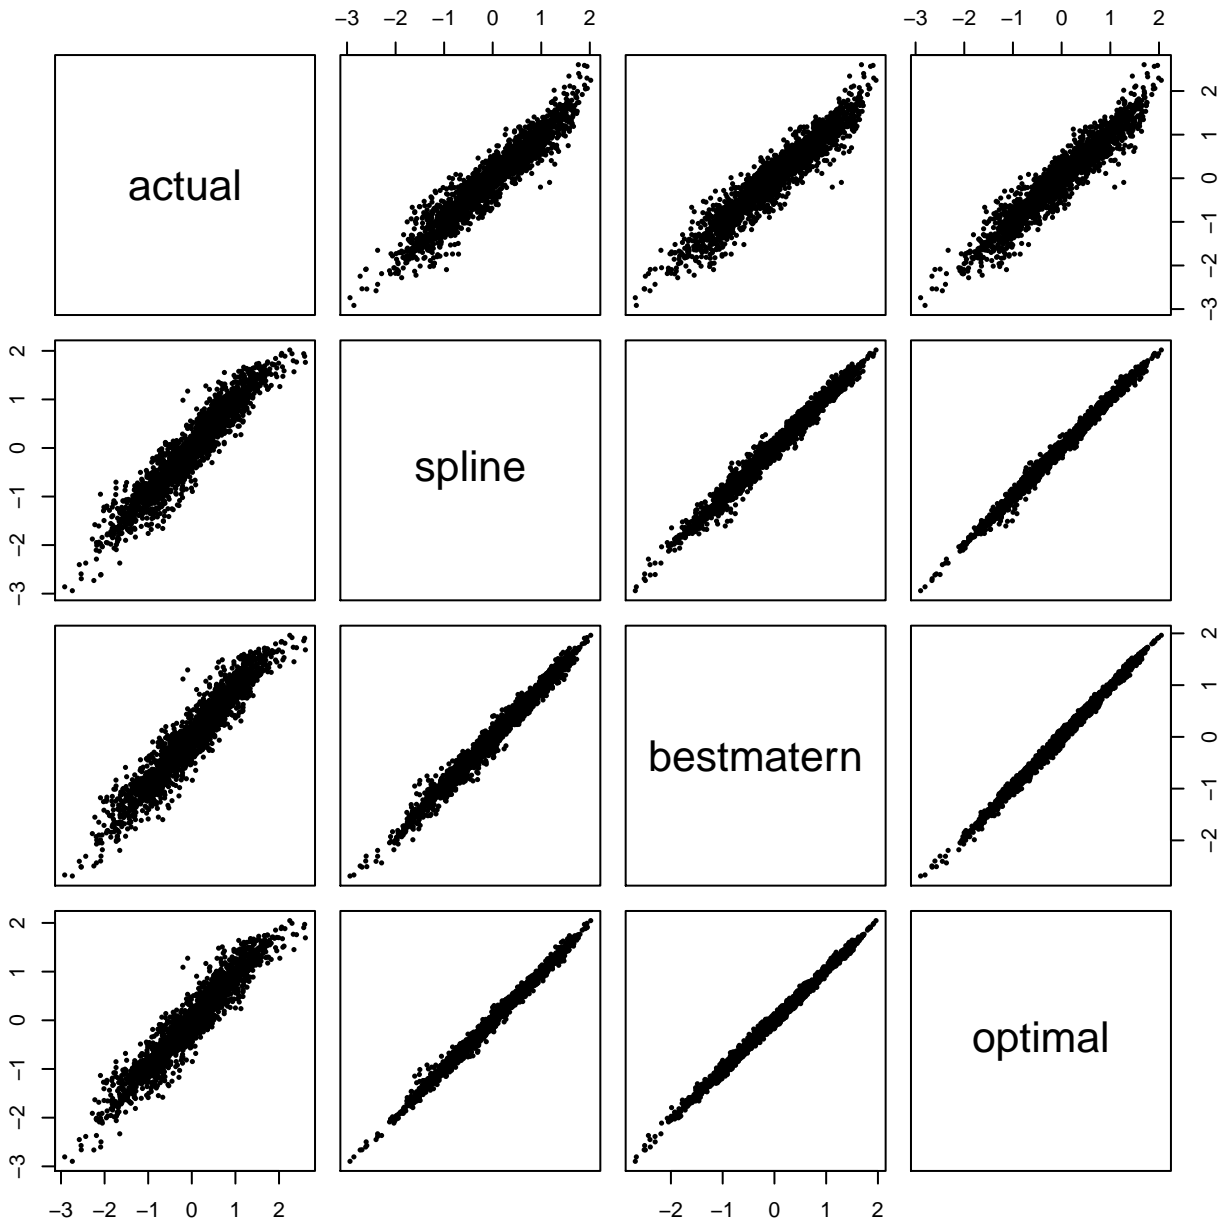 −3 −2 −1 0 1 2 −3 −2 −1 0 1 2
actual
−3 −2 −1 0 1 2
−3 −2 −1 0 1 2
spline
bestmatern
−2 −1 0 1 2
−3 −2 −1 0 1 2
optimal
−3 −2 −1 0 1 2 −2 −1 0 1 2